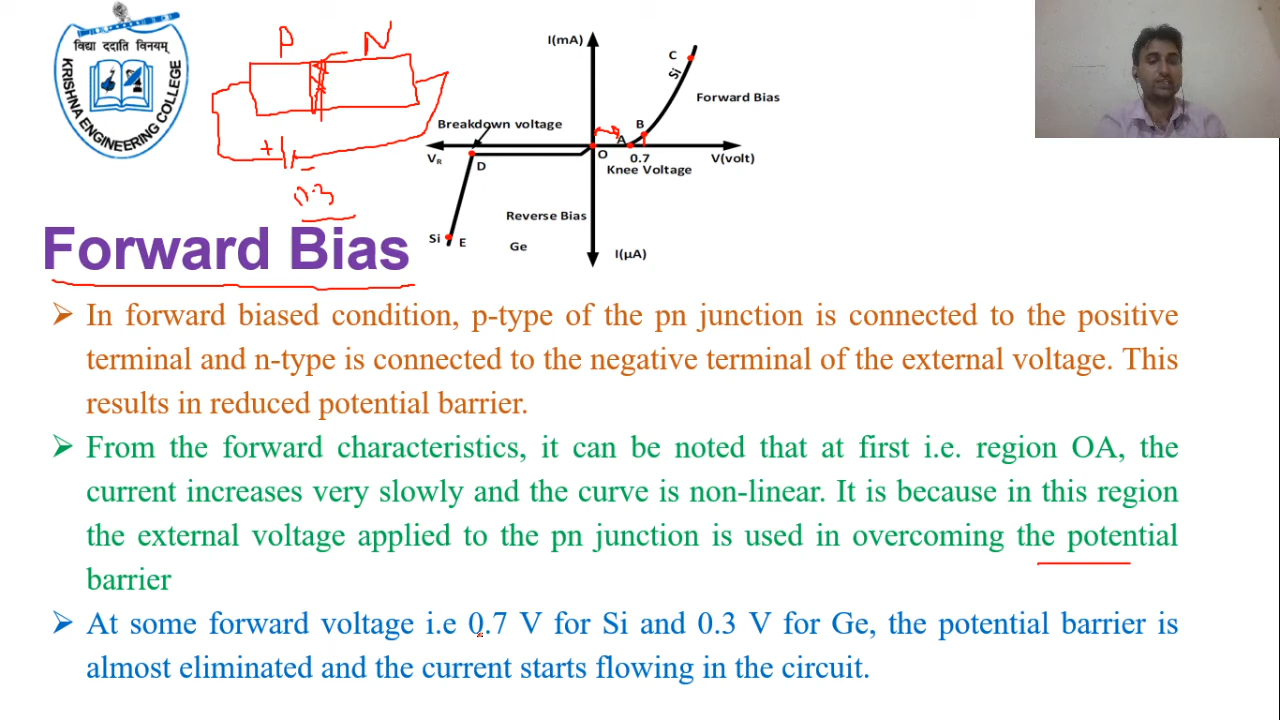 विद्या ददाति विनयम्
KRISHNA ENGINEERING COLLEGE
P N
+ -
0.3
I(mA)
C
Si
Forward Bias
Breakdown voltage
B
A
VR
O
0.7
V(volt)
D
Knee Voltage
Reverse Bias
Si E
Ge
I(μA)
Forward Bias
➢ In forward biased condition, p-type of the pn junction is connected to the positive
terminal and n-type is connected to the negative terminal of the external voltage. This
results in reduced potential barrier.
➢ From the forward characteristics, it can be noted that at first i.e. region OA, the
current increases very slowly and the curve is non-linear. It is because in this region
the external voltage applied to the pn junction is used in overcoming the potential
barrier
➢ At some forward voltage i.e 0.7 V for Si and 0.3 V for Ge, the potential barrier is
almost eliminated and the current starts flowing in the circuit.